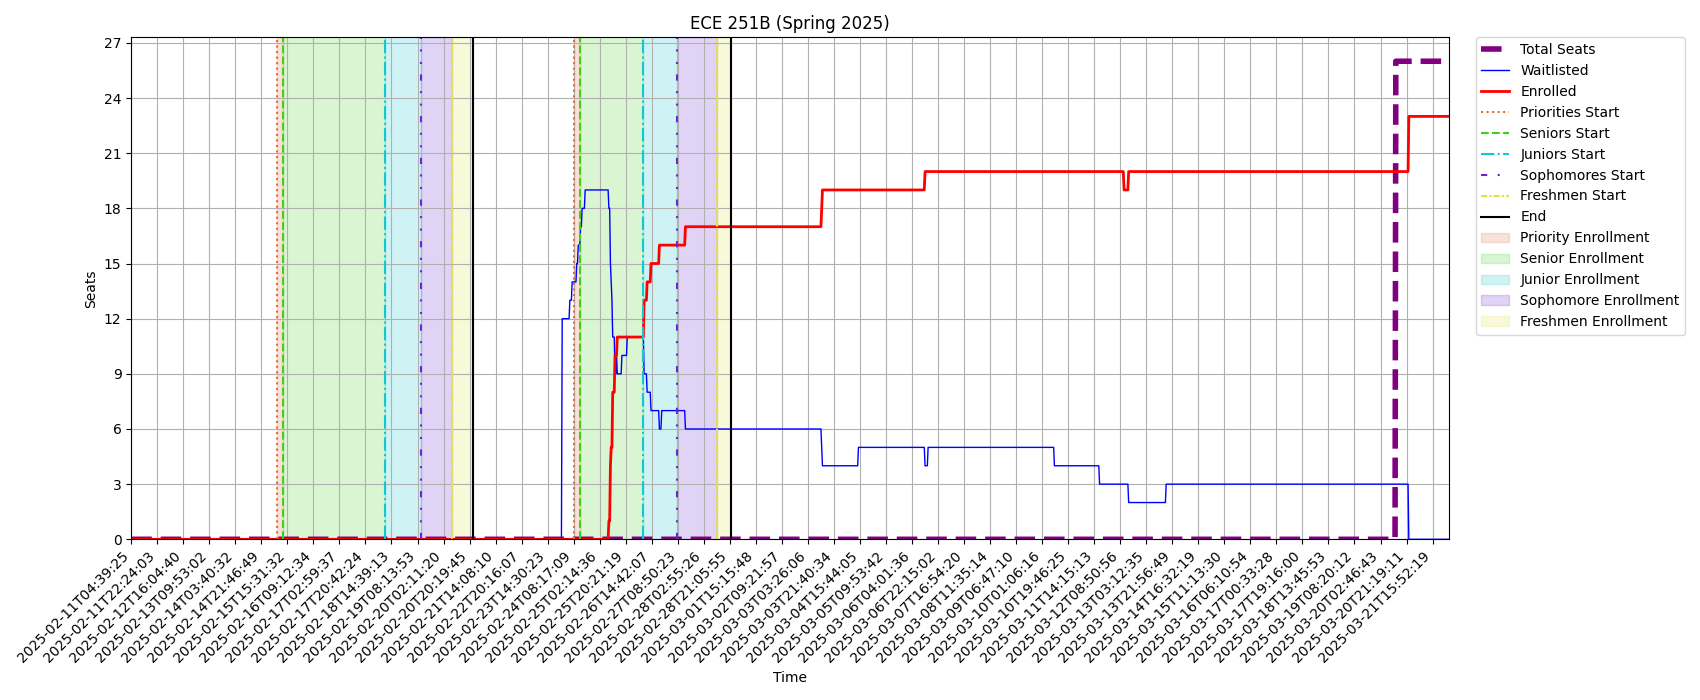 ECE 251B (Spring 2025)
Seats
27
24
21
18
15
12
9
6
3
0
2025-02-11T04:39:25
2025-02-11T22:24:03
2025-02-12T16:04:40
2025-02-13T09:53:02
2025-02-14T03:40:32
2025-02-14T21:46:49
2025-02-15T15:31:32
2025-02-16T09:12:34
2025-02-17T02:59:37
2025-02-17T20:42:24
2025-02-18T14:39:13
2025-02-19T08:13:53
2025-02-20T02:11:20
2025-02-20T20:19:45
2025-02-21T14:08:10
2025-02-22T20:16:07
2025-02-23T14:30:23
2025-02-24T08:17:09
2025-02-25T02:14:36
2025-02-25T20:21:19
2025-02-26T14:42:07
2025-02-27T08:50:23
2025-02-28T02:55:26
2025-02-28T21:05:55
2025-03-01T15:15:48
2025-03-02T09:21:57
2025-03-03T03:26:06
2025-03-03T21:40:34
2025-03-04T15:44:05
2025-03-05T09:53:42
2025-03-06T04:01:36
2025-03-06T22:15:02
2025-03-07T16:54:20
2025-03-08T11:35:14
2025-03-09T06:47:10
2025-03-10T01:06:16
2025-03-10T19:46:25
2025-03-11T14:15:13
2025-03-12T08:50:56
2025-03-13T03:12:35
2025-03-13T21:56:49
2025-03-14T16:32:19
2025-03-15T11:13:30
2025-03-16T06:10:54
2025-03-17T00:33:28
2025-03-17T19:16:00
2025-03-18T13:45:53
2025-03-19T08:20:12
2025-03-20T02:46:43
2025-03-20T21:19:11
2025-03-21T15:52:19
Time
Total Seats
Waitlisted
Enrolled
Priorities Start
Seniors Start
Juniors Start
Sophomores Start
Freshmen Start
End
Priority Enrollment
Senior Enrollment
Junior Enrollment
Sophomore Enrollment
Freshmen Enrollment